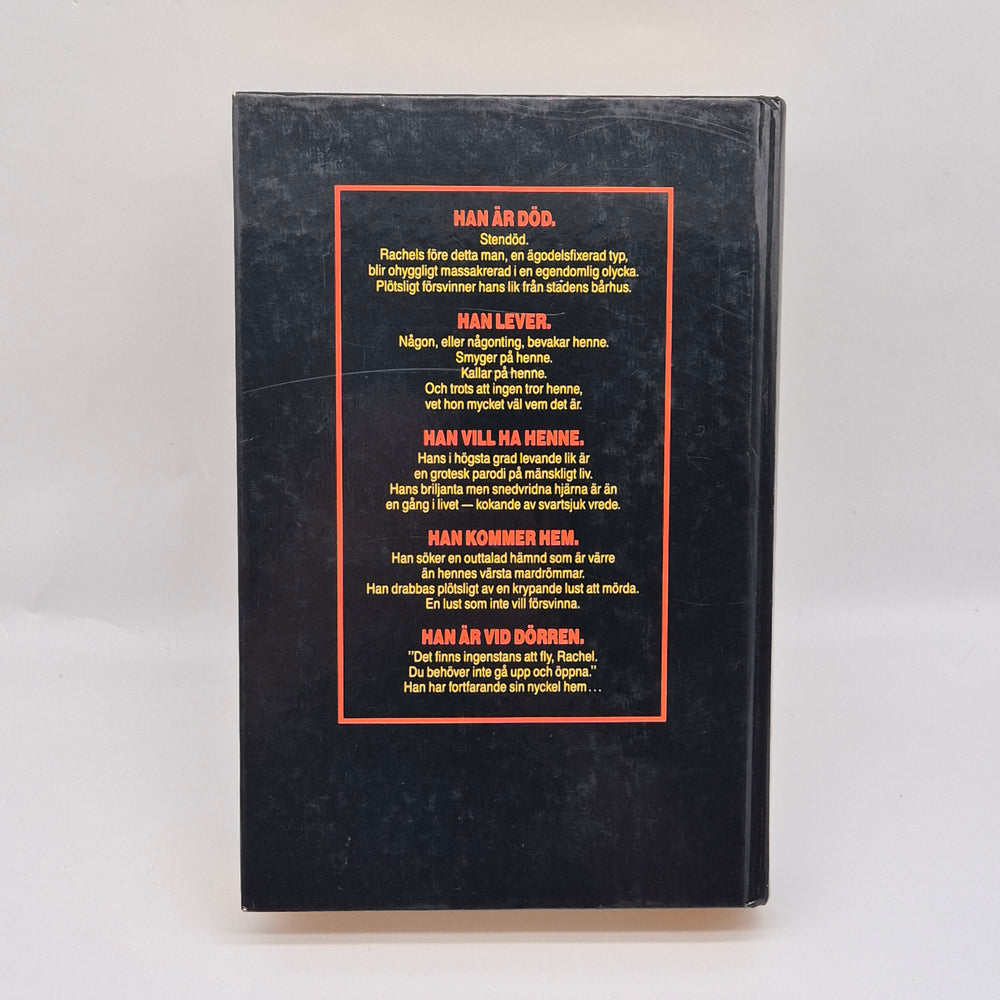 HAN ÄR DÖD.
Stendöd.
Rachels före detta man, en ägodelsfixerad typ,
blir ohyggligt massakrerad i en egendomlig olycka.
Plötsligt försvinner hans lik från stadens bårhus.
HAN LEVER.
Någon, eller någonting, bevakar henne.
Smyger på henne.
Kallar på henne.
Och trots att ingen tror henne,
vet hon mycket väl vem det är.
HAN VILL HA HENNE.
Hans i högsta grad levande lik är
en grotesk parodi på mänskligt liv.
Hans briljanta men snedvridna hjärna är än
en gång i livet — kokande av svartsjuk vrede.
HAN KOMMER HEM.
Han söker en outtalad hämnd som är värre
än hennes värsta mardrömmar.
Han drabbas plötsligt av en krypande lust att mörda.
En lust som inte vill försvinna.
HAN ÄR VID DÖRREN.
"Det finns ingenstans att fly, Rachel.
Du behöver inte gå upp och öppna."
Han har fortfarande sin nyckel hem...